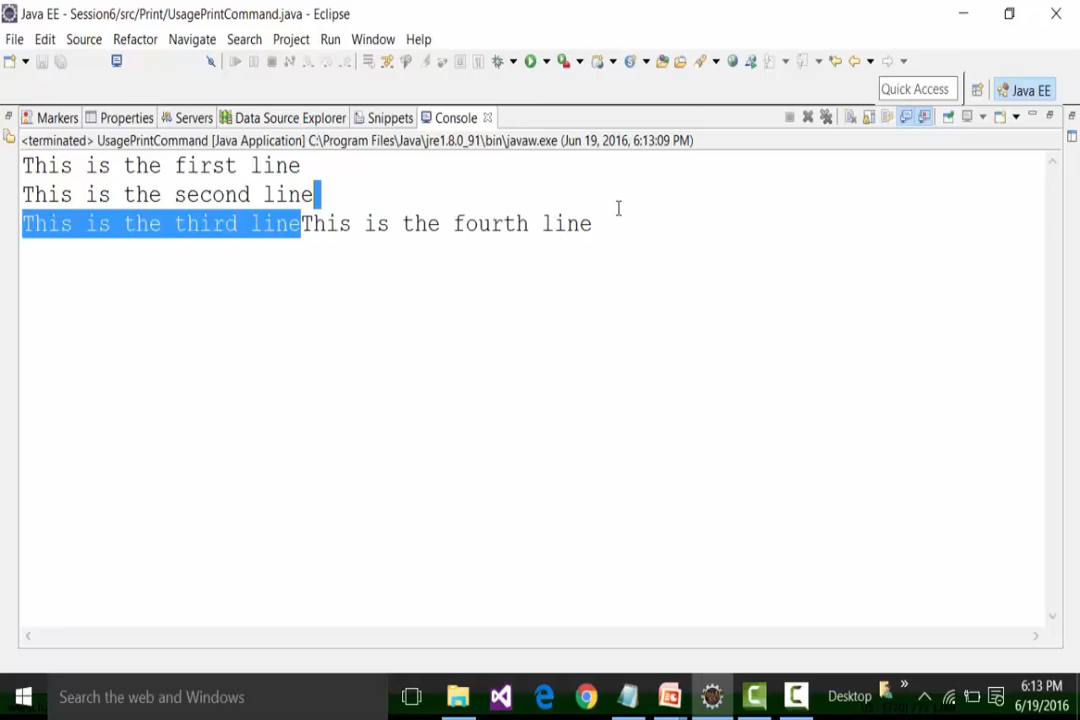 Java EE - Session6/src/Print/UsagePrintCommand.java - Eclipse
File Edit Source Refactor Navigate Search Project Run Window Help
Quick Access
Java EE
Markers Properties Servers Data Source Explorer Snippets Console
<terminated> UsagePrintCommand [Java Application] C:\Program Files\Java\jre1.8.0_91\bin\javaw.exe (Jun 19, 2016, 6:13:09 PM)
This is the first line
This is the second line
This is the third lineThis is the fourth line
Search the web and Windows
Desktop
6:13 PM
6/19/2016